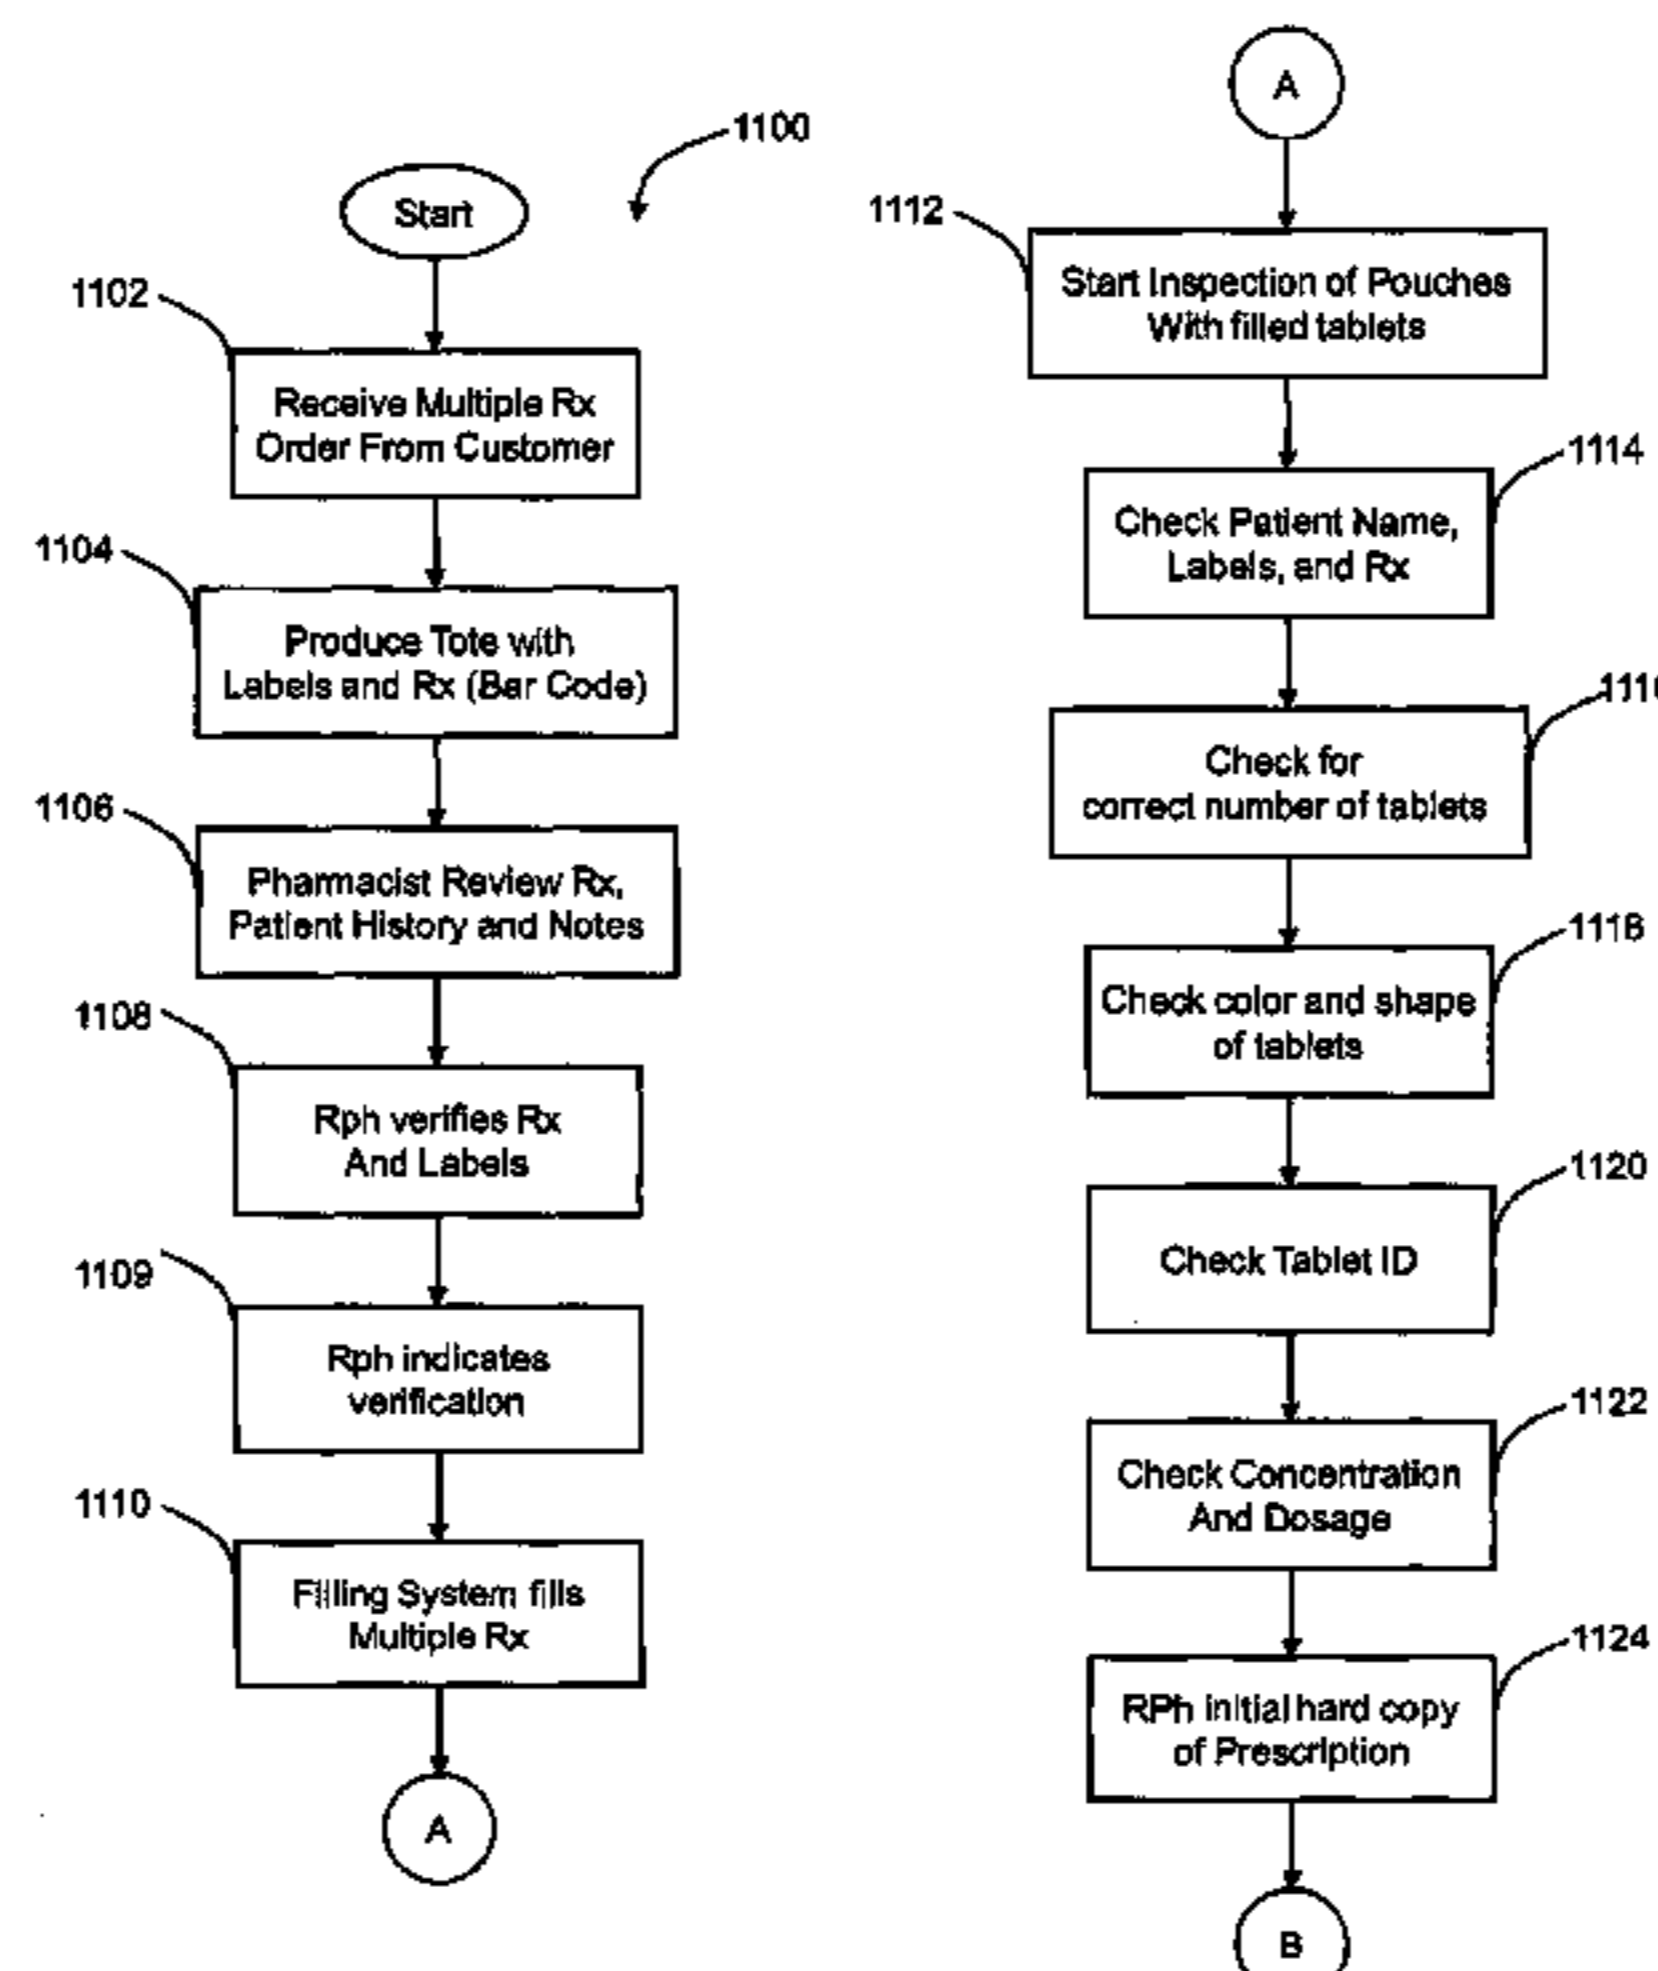 1100
Start
1102
Receive Multiple Rx
Order From Customer
1104
Produce Tote with
Labels and Rx (Bar Code)
1106
Pharmacist Review Rx,
Patient History and Notes
1108
Rph verifies Rx
And Labels
1109
Rph indicates
verification
1110
Filling System fills
Multiple Rx
A
A
1112
Start Inspection of Pouches
With filled tablets
1114
Check Patient Name,
Labels, and Rx
Check for
correct number of tablets
1118
Check color and shape
of tablets
1120
Check Tablet ID
1122
Check Concentration
And Dosage
1124
RPh initial hard copy
of Prescription
B